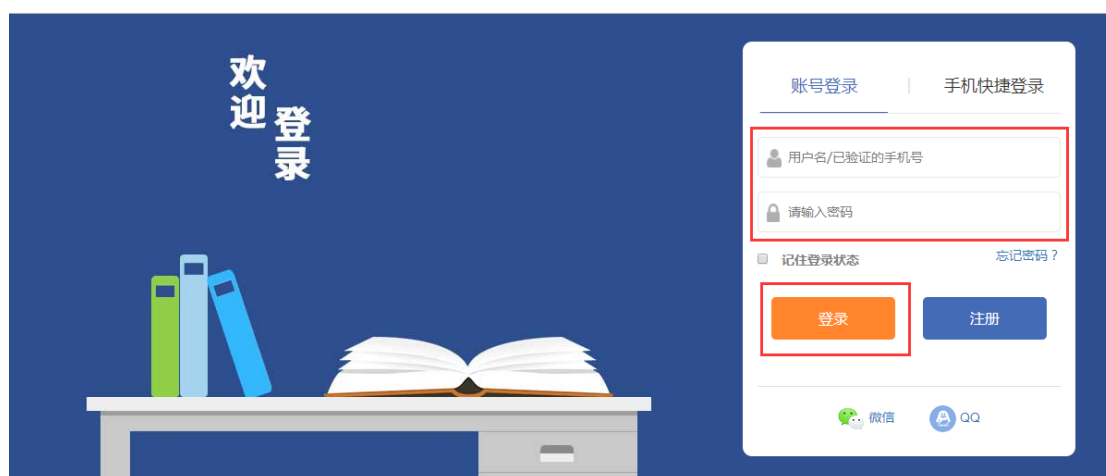 欢迎
登录
账号登录
手机快捷登录
用户名/已验证的手机号
请输入密码
记住登录状态
忘记密码？
登录
注册
微信
QQ